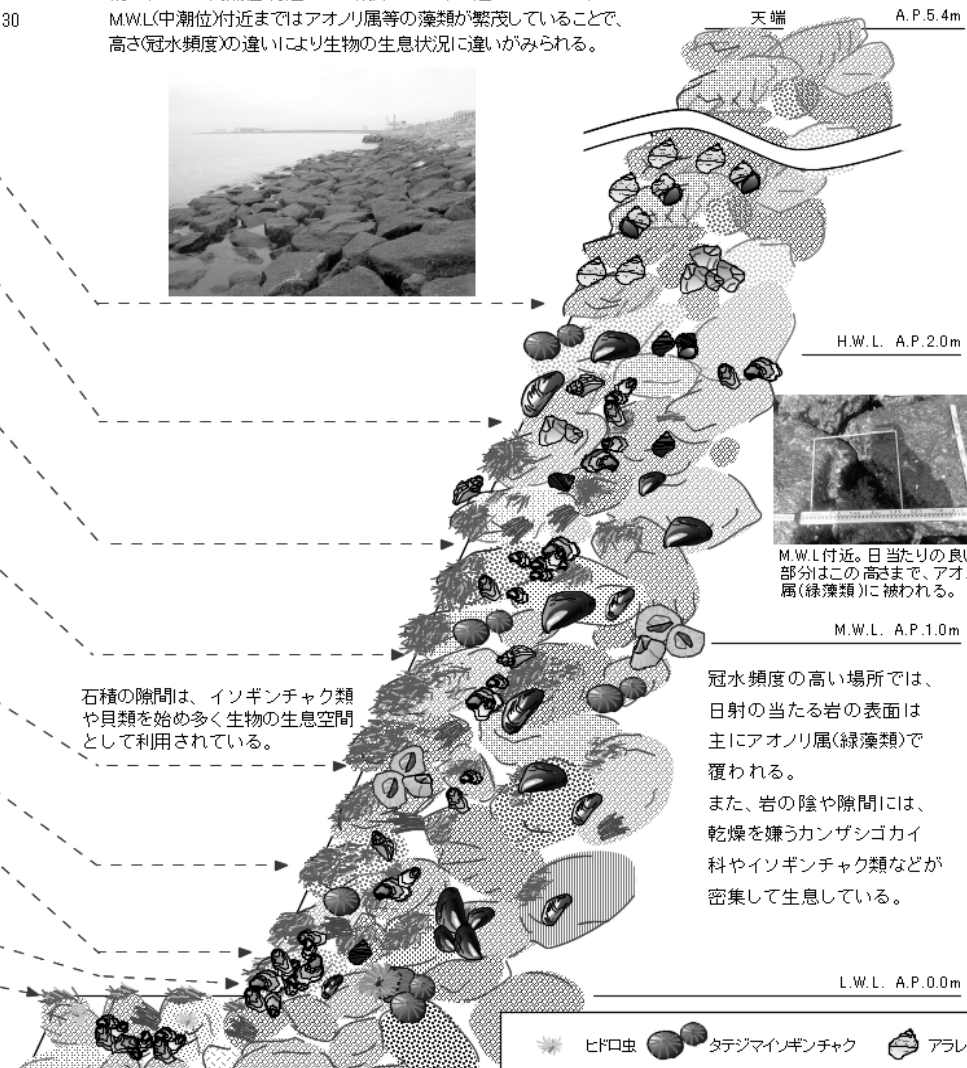 30
M.W.L(中潮位)付近まではアオノリ属等の藻類が繁茂していることで、
高さ(冠水頻度)の違いにより生物の生息状況に違いがみられる。
天端
A.P.5.4m
H.W.L. A.P.2.0m
M.W.L付近。日当たりの良い
部分はこの高さまで、アオ
属(緑藻類)に被われる。
M.W.L. A.P.1.0m
石積の隙間は、イソギンチャク類
や貝類を始め多く生物の生息空間
として利用されている。
冠水頻度の高い場所では、
日射の当たる岩の表面は
主にアオノリ属(緑藻類)で
覆われる。
また、岩の陰や隙間には、
乾燥を嫌うカンザシゴカイ
科やイソギンチャク類などが
密集して生息している。
L.W.L. A.P.0.0m
ヒドロ虫 タテジマイソギンチャク アラレ